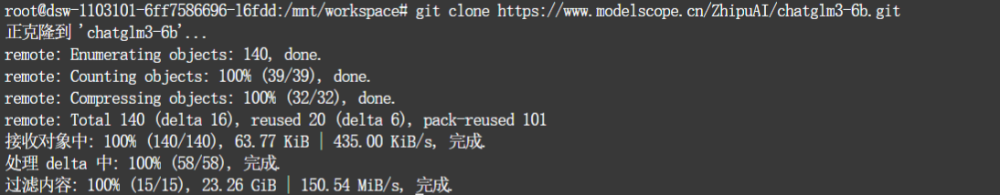 root@dsw-1103101-6ff7586696-l6fdd:/mnt/workspace# git clone https://www.modelscope.cn/ZhipuAI/chatglm3-6b.git
正克隆到 'chatglm3-6b'...
remote: Enumerating objects: 140, done.
remote: Counting objects: 100% (39/39), done.
remote: Compressing objects: 100% (32/32), done.
remote: Total 140 (delta 16), reused 20 (delta 6), pack-reused 101
接收对象中: 100% (140/140), 63.77 KiB | 435.00 KiB/s, 完成.
处理 delta 中: 100% (58/58), 完成.
过滤内容: 100% (15/15), 23.26 GiB | 150.54 MiB/s, 完成.